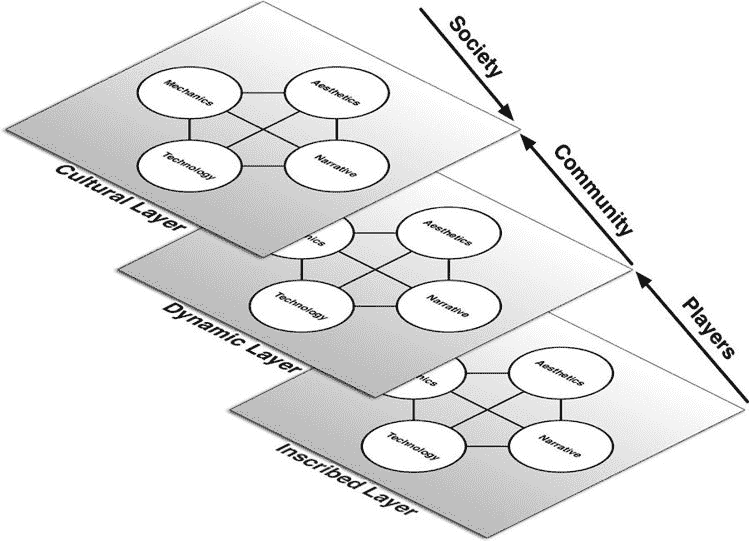 Society
Mechanics
Aesthetics
Technology
Narrative
Cultural Layer
Community
Aesthetics
Technology
Narrative
Dynamic Layer
Players
Aesthetics
Technology
Narrative
Inscribed Layer